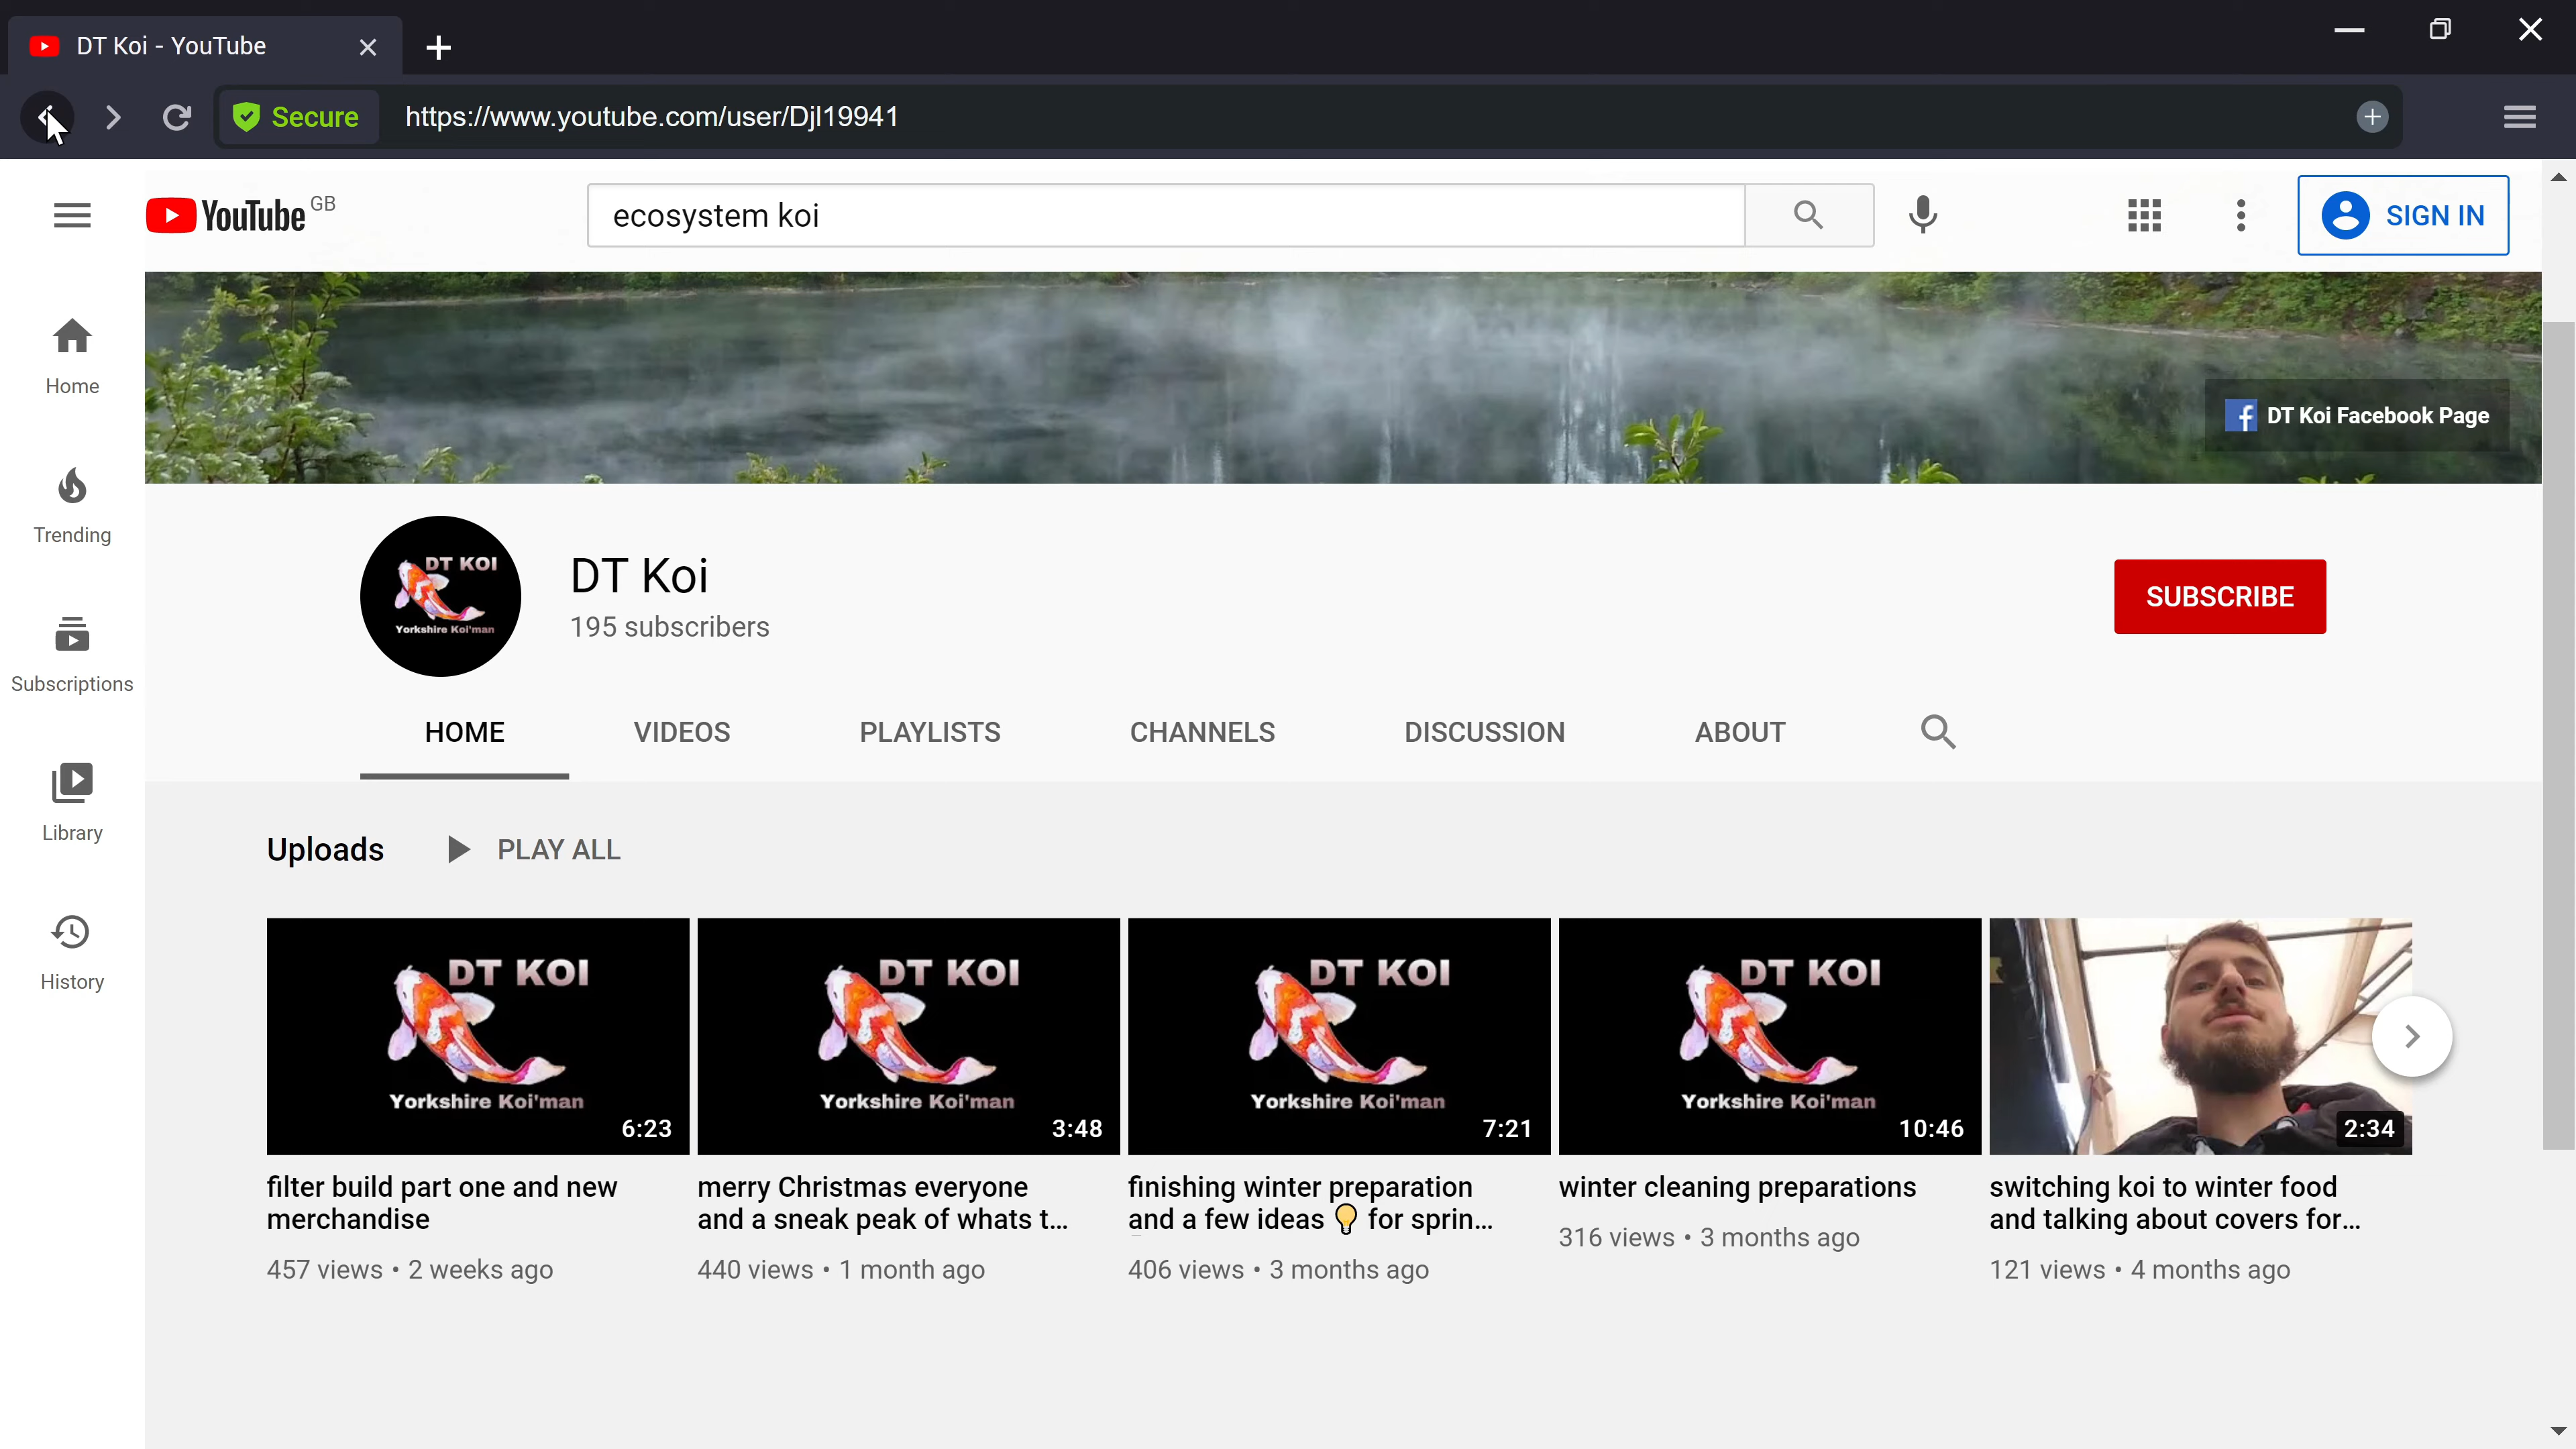 DT Koi - YouTube
Secure https://www.youtube.com/user/Djl19941
YouTube GB
ecosystem koi
SIGN IN
Home
Trending
Subscriptions
Library
History
DT Koi Facebook Page
DT KOI
Yorkshire Koi'man
DT Koi
195 subscribers
SUBSCRIBE
HOME VIDEOS PLAYLISTS CHANNELS DISCUSSION ABOUT
Uploads PLAY ALL
DT KOI
Yorkshire Koi'man
6:23
filter build part one and new
merchandise
457 views • 2 weeks ago
DT KOI
Yorkshire Koi'man
3:48
merry Christmas everyone
and a sneak peak of whats t...
440 views • 1 month ago
DT KOI
Yorkshire Koi'man
7:21
finishing winter preparation
and a few ideas 💡 for sprin...
406 views • 3 months ago
DT KOI
Yorkshire Koi'man
10:46
winter cleaning preparations
316 views • 3 months ago
2:34
switching koi to winter food
and talking about covers for...
121 views • 4 months ago